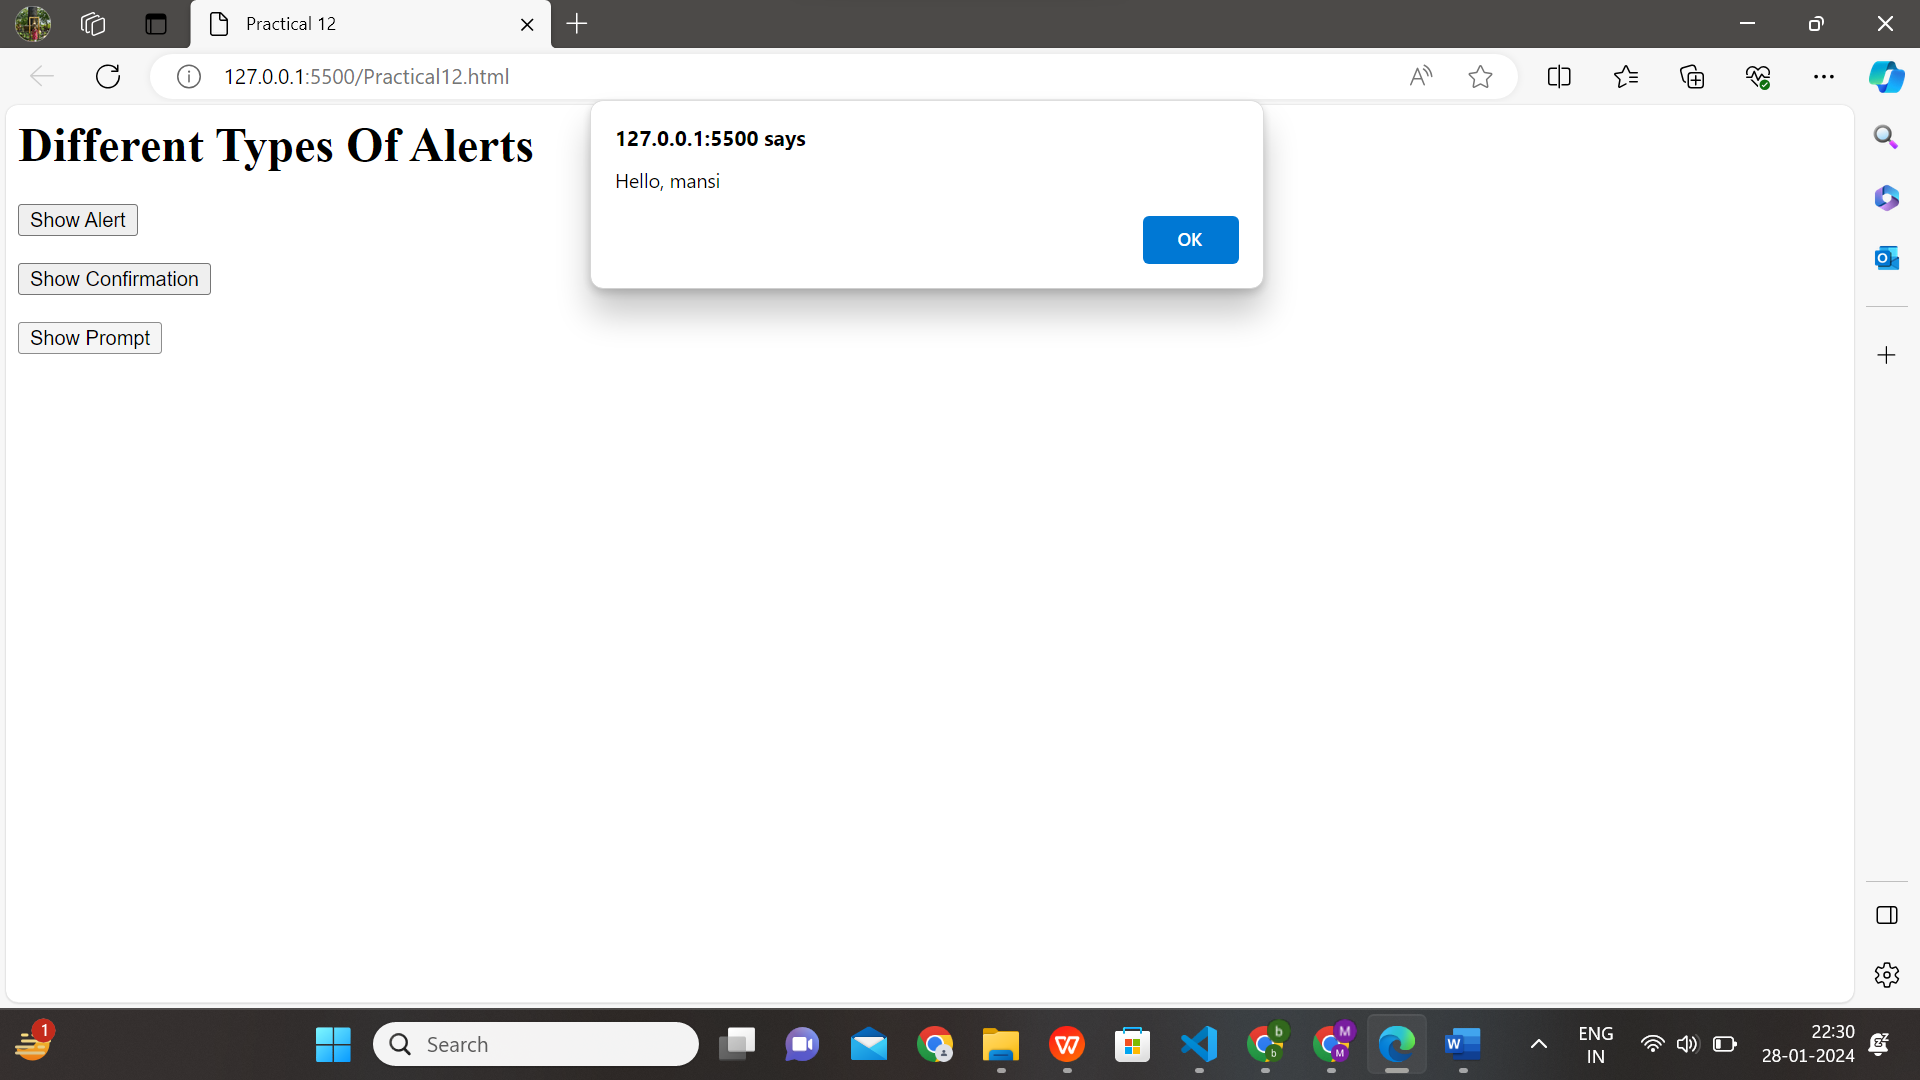 Practical 12
127.0.0.1:5500/Practical12.html
127.0.0.1:5500 says
Hello, mansi
OK
Different Types Of Alerts
Show Alert
Show Confirmation
Show Prompt
1
Search
b
b
M
M
W
ENG
IN
22:30
28-01-2024